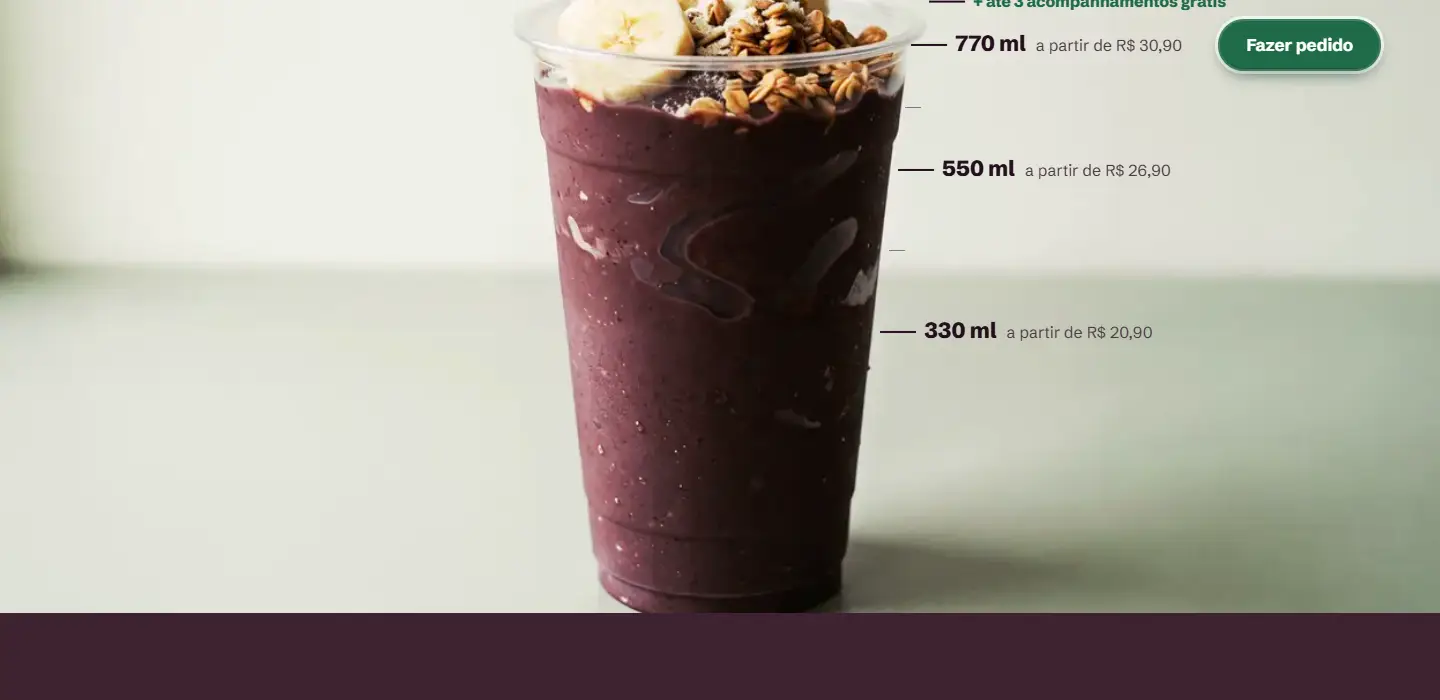 + até 3 acompanhamentos grátis
770 ml a partir de R$ 30,90
Fazer pedido
550 ml a partir de R$ 26,90
330 ml a partir de R$ 20,90